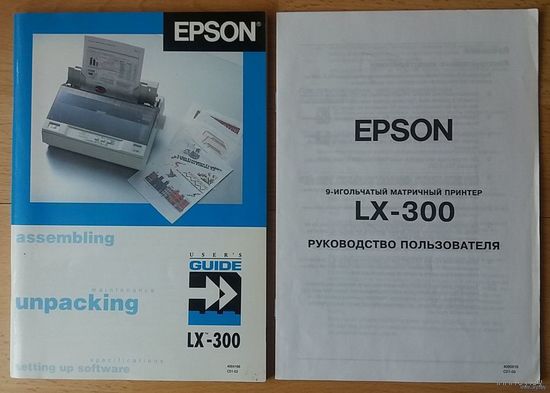 EPSON
assembling
maintenance
unpacking
specifications
setting up software
USER'S
GUIDE
LX™-300
EPSON
9-ИГОЛЬЧАТЫЙ МАТРИЧНЫЙ ПРИНТЕР
LX-300
РУКОВОДСТВО ПОЛЬЗОВАТЕЛЯ